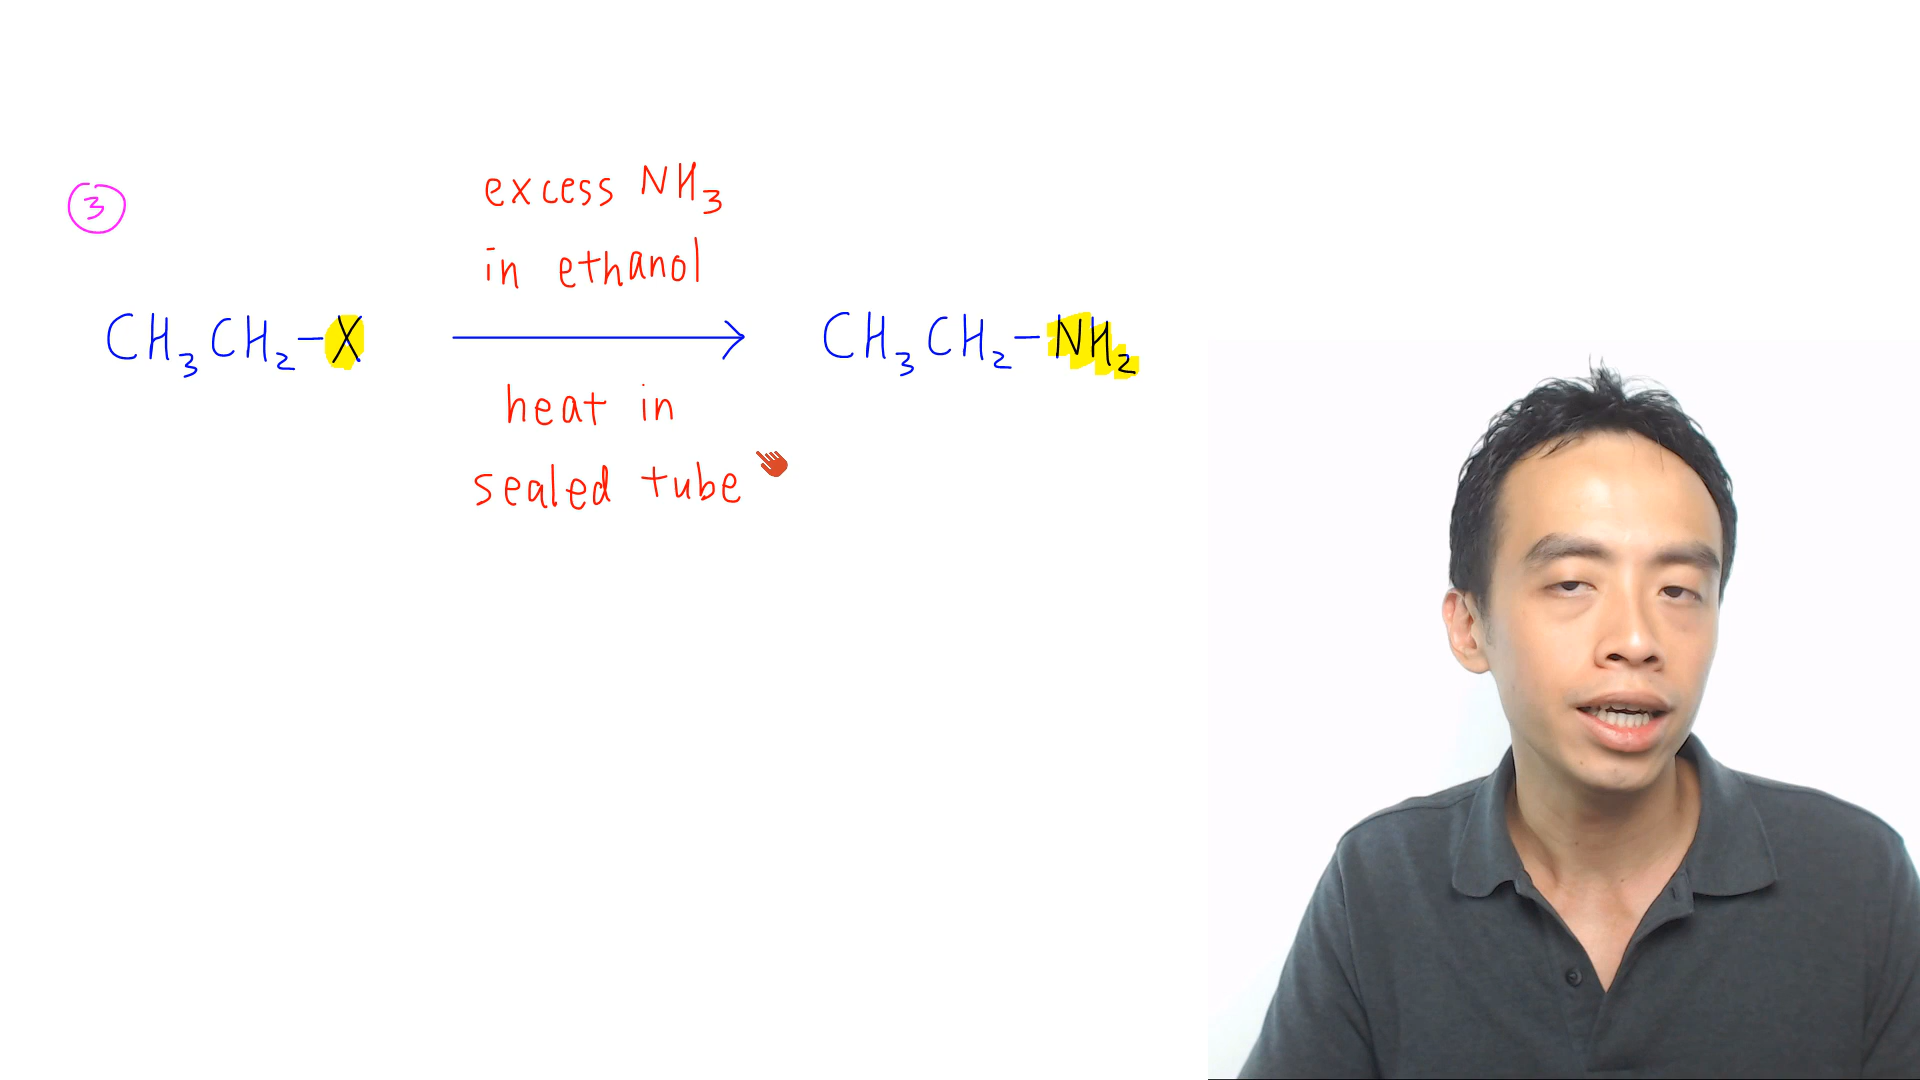 3
excess NH₃
in ethanol
CH₃CH₂–X → CH₃CH₂–NH₂
heat in
sealed tube